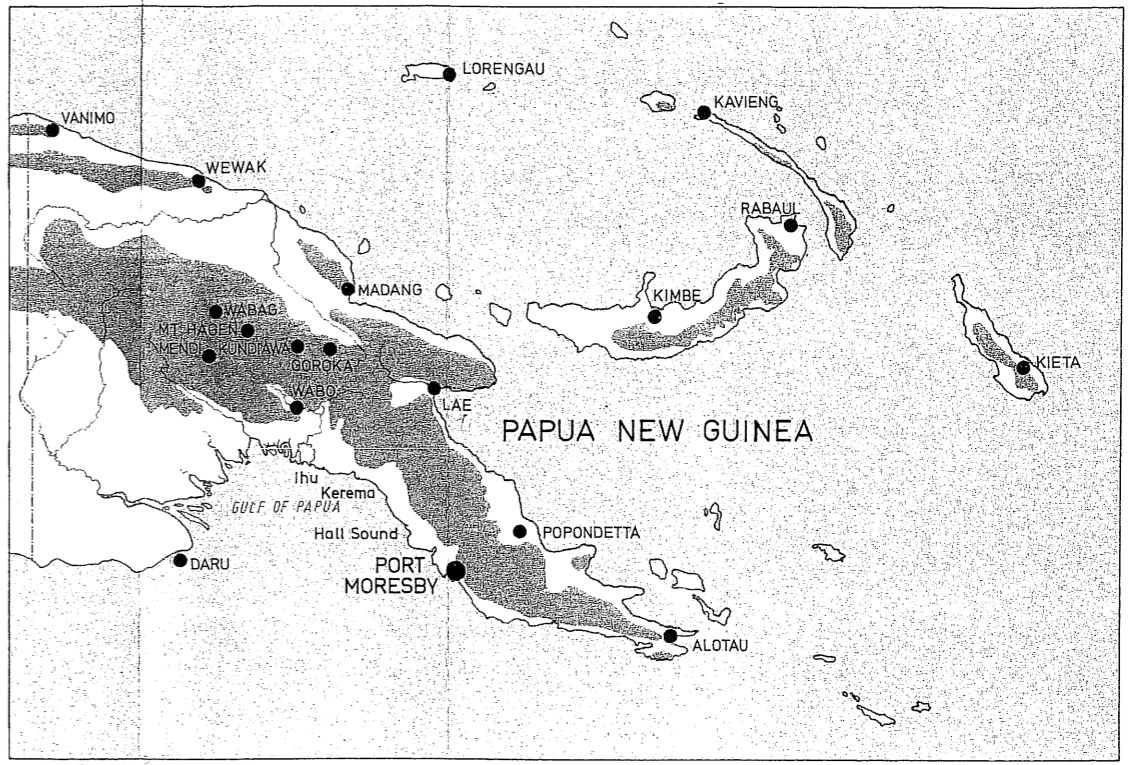 LORENGAU
KAVIENG
VANIMO
WEWAK
RABAUL
MADANG
KIMBE
WABAG
MT. HAGEN
MENDI
KUNDIAWA
GOROKA
KIETA
WABO
LAE
PAPUA NEW GUINEA
Ihu
Kerema
GULF OF PAPUA
Hall Sound
POPONDETTA
DARU
PORT
MORESBY
ALOTAU